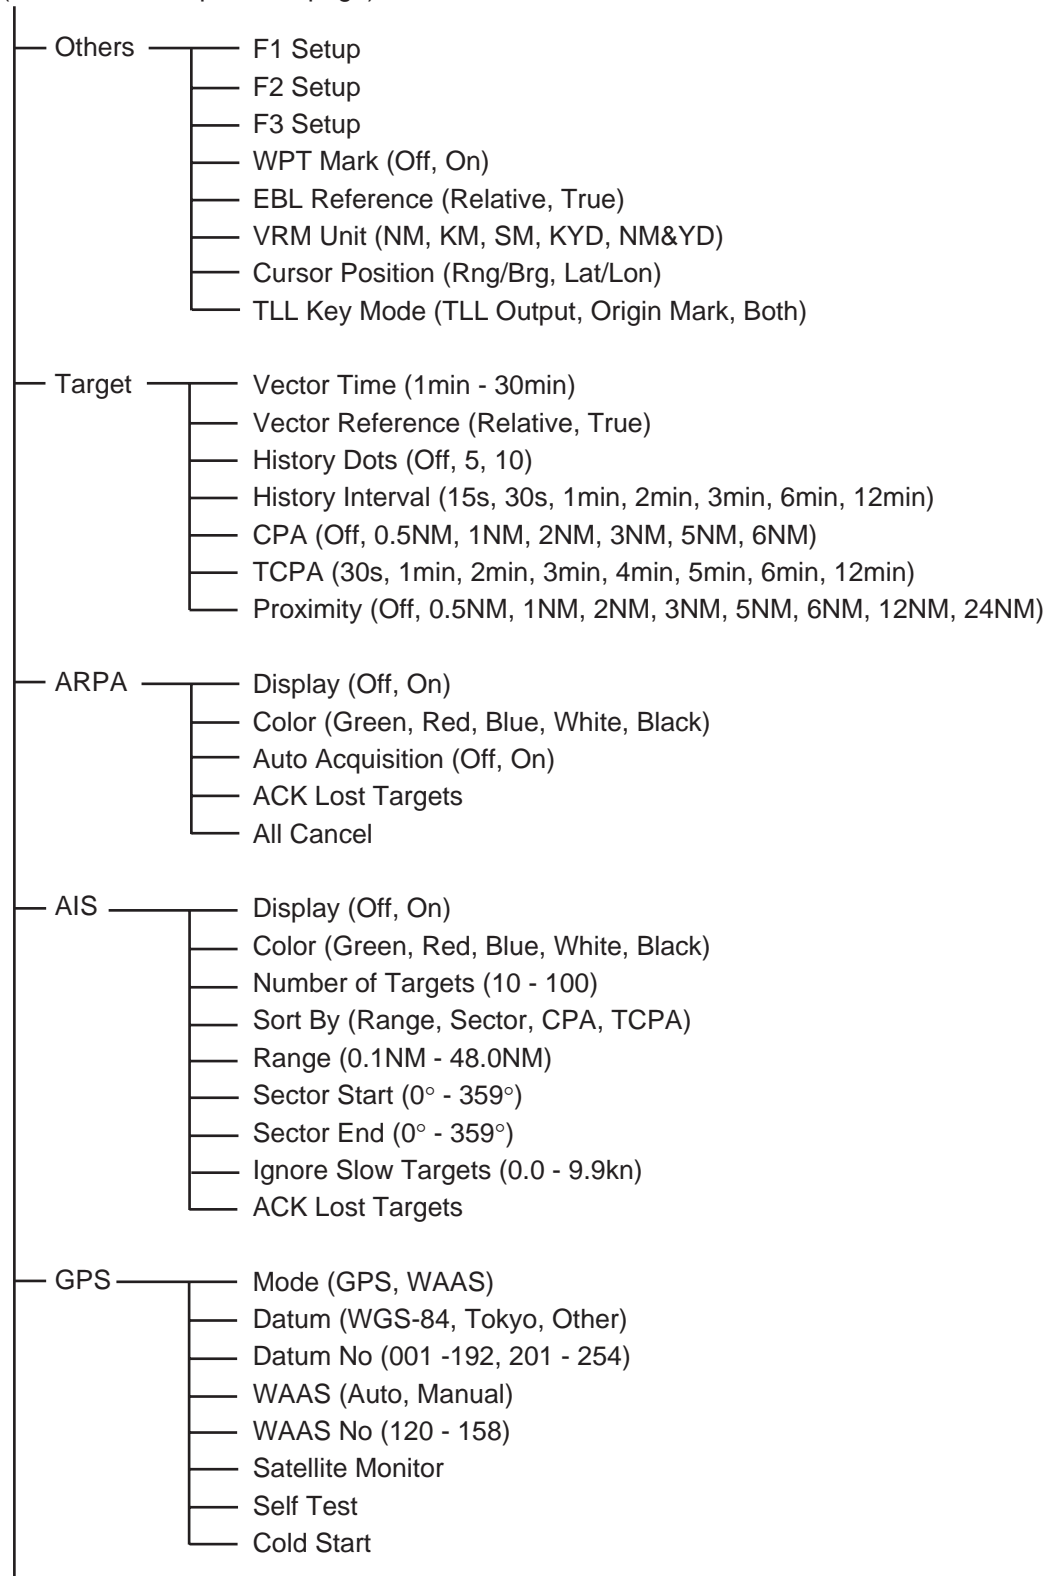 Others
F1 Setup
F2 Setup
F3 Setup
WPT Mark (Off, On)
EBL Reference (Relative, True)
VRM Unit (NM, KM, SM, KYD, NM&YD)
Cursor Position (Rng/Brg, Lat/Lon)
TLL Key Mode (TLL Output, Origin Mark, Both)
Target
Vector Time (1min - 30min)
Vector Reference (Relative, True)
History Dots (Off, 5, 10)
History Interval (15s, 30s, 1min, 2min, 3min, 6min, 12min)
CPA (Off, 0.5NM, 1NM, 2NM, 3NM, 5NM, 6NM)
TCPA (30s, 1min, 2min, 3min, 4min, 5min, 6min, 12min)
Proximity (Off, 0.5NM, 1NM, 2NM, 3NM, 5NM, 6NM, 12NM, 24NM)
ARPA
Display (Off, On)
Color (Green, Red, Blue, White, Black)
Auto Acquisition (Off, On)
ACK Lost Targets
All Cancel
AIS
Display (Off, On)
Color (Green, Red, Blue, White, Black)
Number of Targets (10 - 100)
Sort By (Range, Sector, CPA, TCPA)
Range (0.1NM - 48.0NM)
Sector Start (0° - 359°)
Sector End (0° - 359°)
Ignore Slow Targets (0.0 - 9.9kn)
ACK Lost Targets
GPS
Mode (GPS, WAAS)
Datum (WGS-84, Tokyo, Other)
Datum No (001 -192, 201 - 254)
WAAS (Auto, Manual)
WAAS No (120 - 158)
Satellite Monitor
Self Test
Cold Start